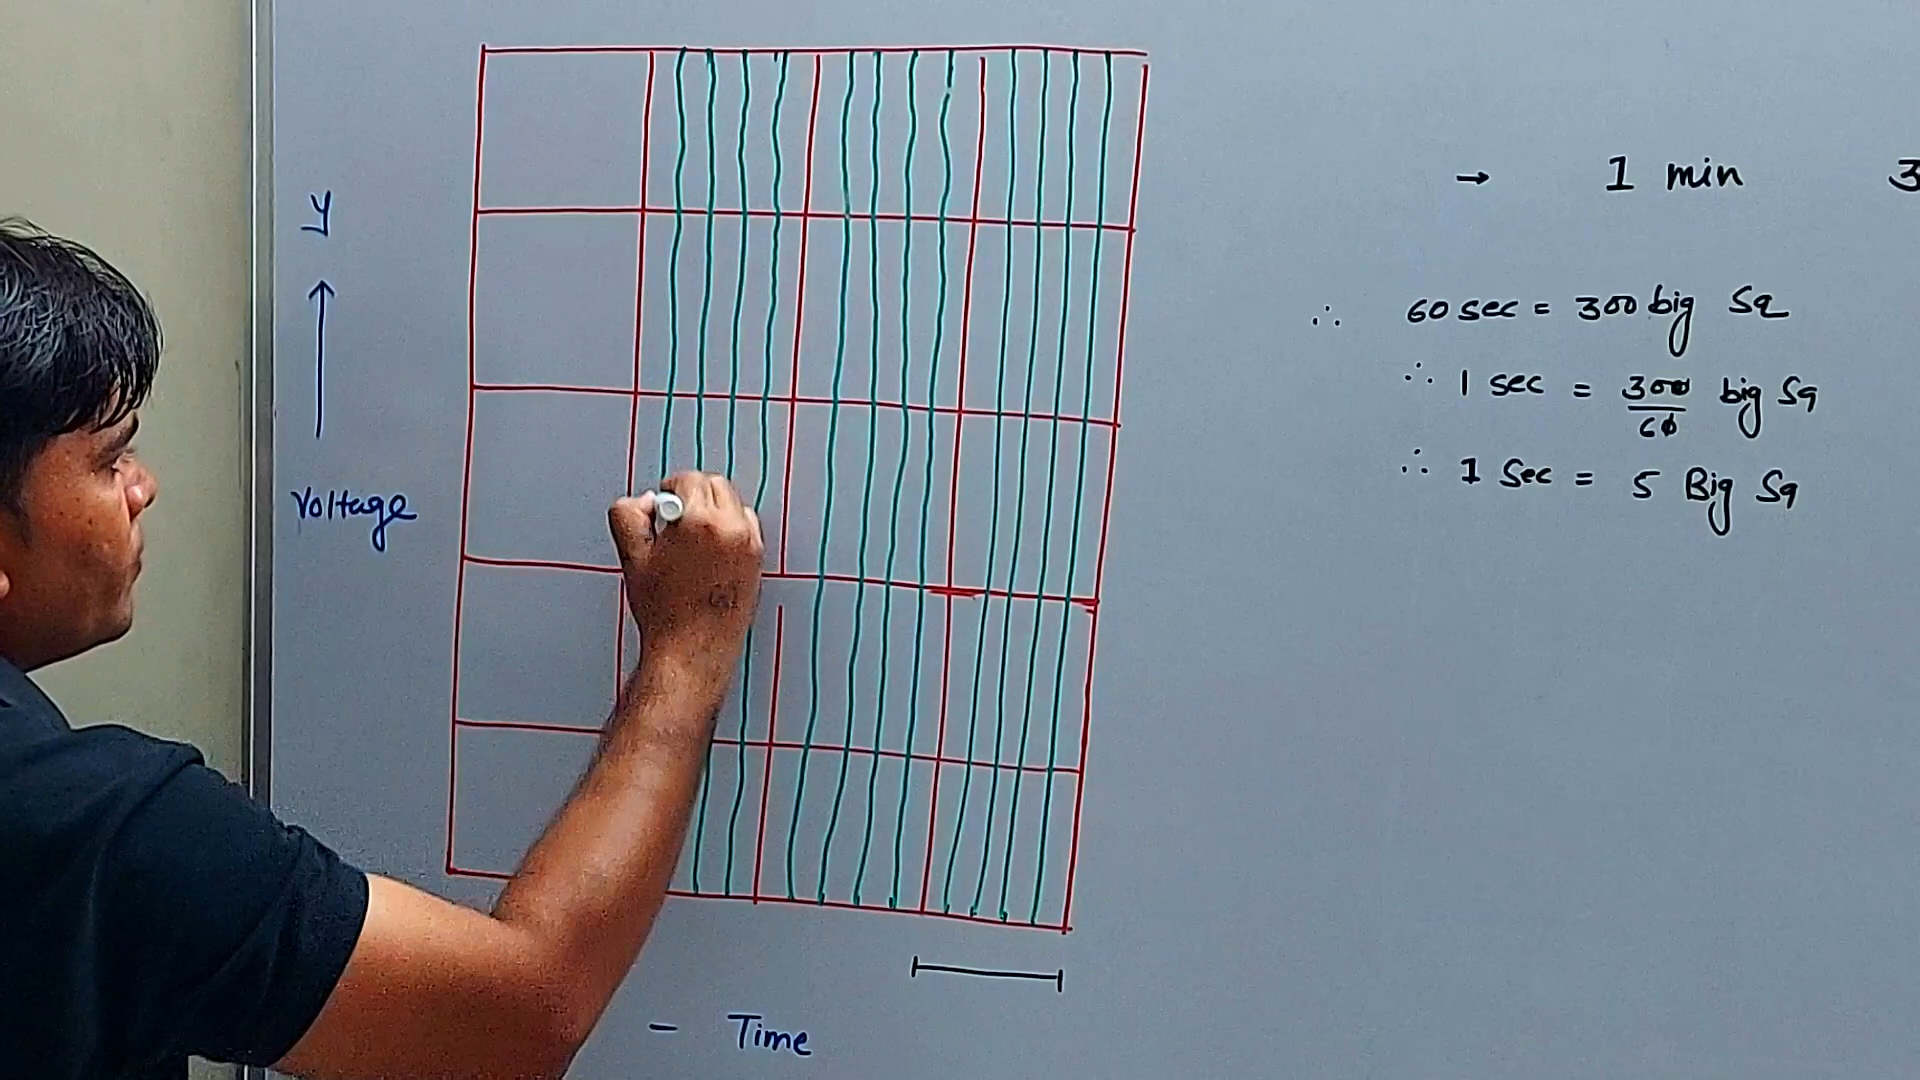 y
Voltage
- Time
→ 1 min 3
∴ 60 sec = 300 big Sq
∴ 1 sec = 300/60 big Sq
∴ 1 Sec = 5 Big Sq